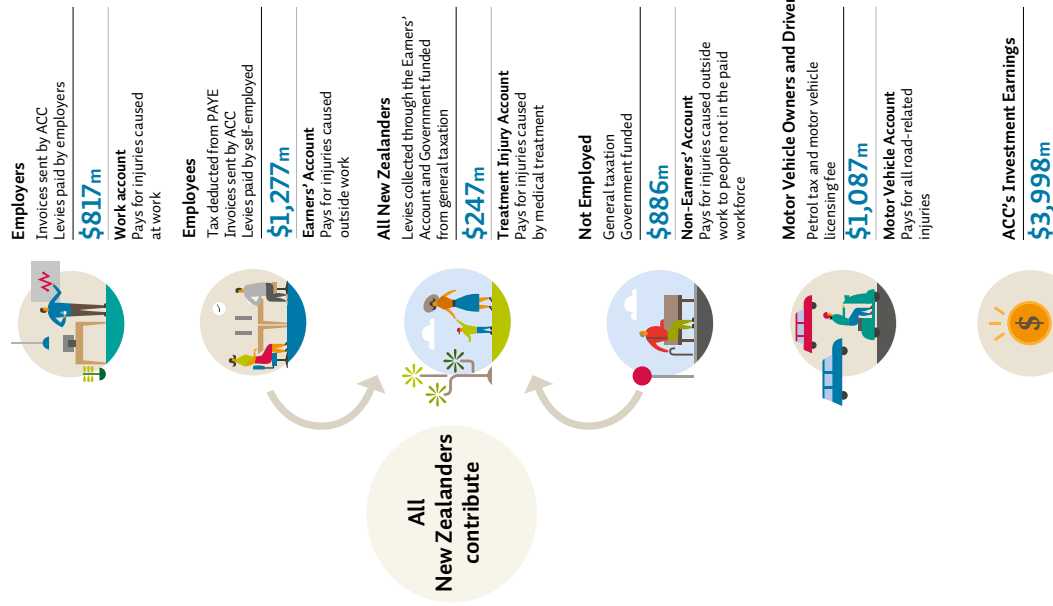 All
New Zealanders
contribute
Employers
Invoices sent by ACC
Levies paid by employers
$817m
Work account
Pays for injuries caused
at work
Employees
Tax deducted from PAYE
Invoices sent by ACC
Levies paid by self-employed
$1,277m
Earners' Account
Pays for injuries caused
outside work
All New Zealanders
Levies collected through the Earners'
Account and Government funded
from general taxation
$247m
Treatment Injury Account
Pays for injuries caused
by medical treatment
Not Employed
General taxation
Government funded
$886m
Non-Earners' Account
Pays for injuries caused outside
work to people not in the paid
workforce
Motor Vehicle Owners and Driver
Petrol tax and motor vehicle
licensing fee
$1,087m
Motor Vehicle Account
Pays for all road-related
injuries
ACC's Investment Earnings
$3,998m
$